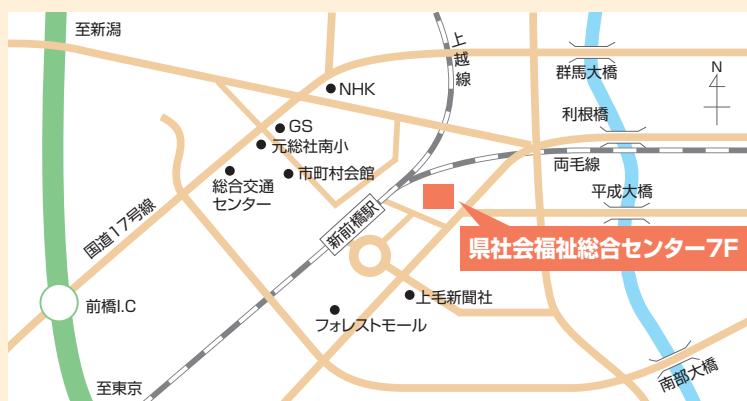 至新潟
上越線
群馬大橋
N
NHK
利根橋
GS
元総社南小
両毛線
総合交通
センター
市町村会館
平成大橋
国道17号線
新前橋駅
県社会福祉総合センター7F
前橋I.C
上毛新聞社
フォレストモール
南部大橋
至東京